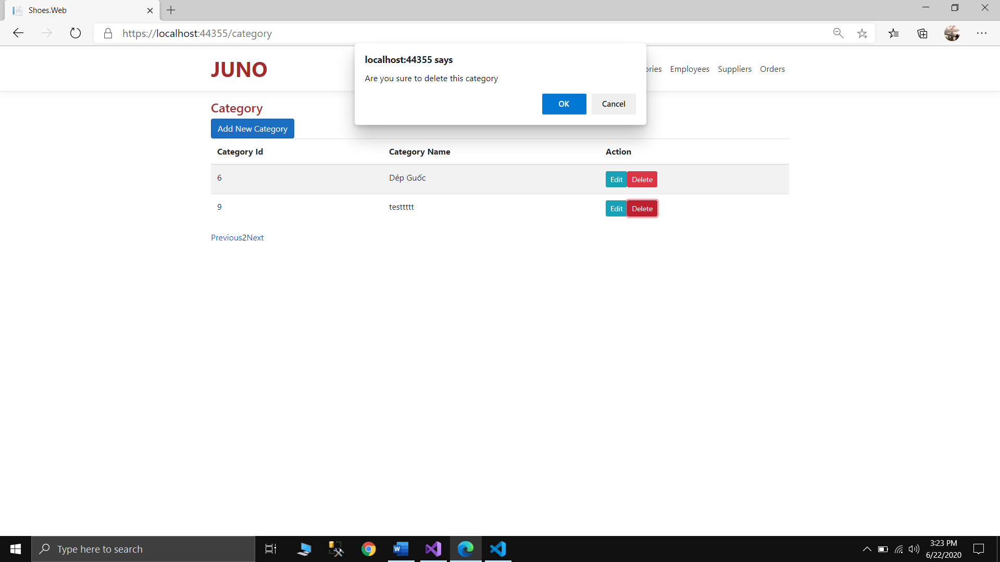 Shoes.Web
https://localhost:44355/category
localhost:44355 says
Are you sure to delete this category
OK Cancel
JUNO
ories Employees Suppliers Orders
Category
Add New Category
Category Id Category Name Action
6 Dép Guốc Edit Delete
9 testtttt Edit Delete
Previous2Next
Type here to search
3:23 PM
6/22/2020